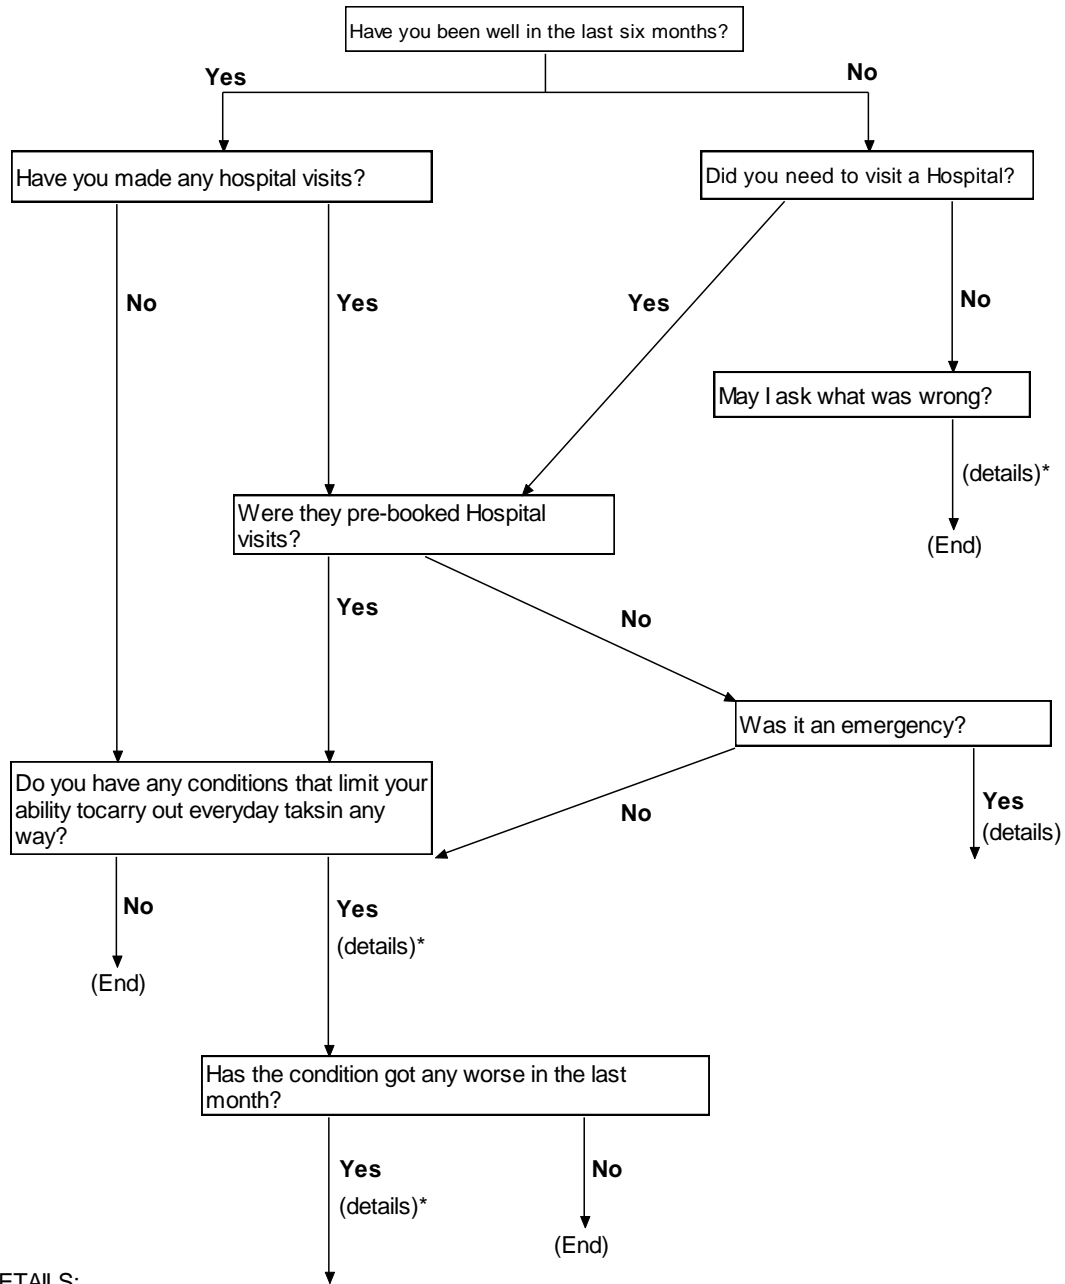 Have you been well in the last six months?
Yes
No
Have you made any hospital visits?
Did you need to visit a Hospital?
No
Yes
Yes
No
May I ask what was wrong?
(details)*
(End)
Were they pre-booked Hospital
visits?
Yes
No
Was it an emergency?
Do you have any conditions that limit your
ability tocarry out everyday taksin any
way?
No
Yes
(details)
No
(End)
Yes
(details)*
Has the condition got any worse in the last
month?
Yes
(details)*
No
(End)
ETAILS: